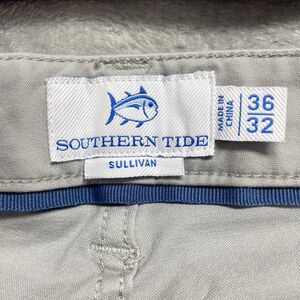 SOUTHERN TIDE
SULLIVAN
MADE IN
CHINA
36
32